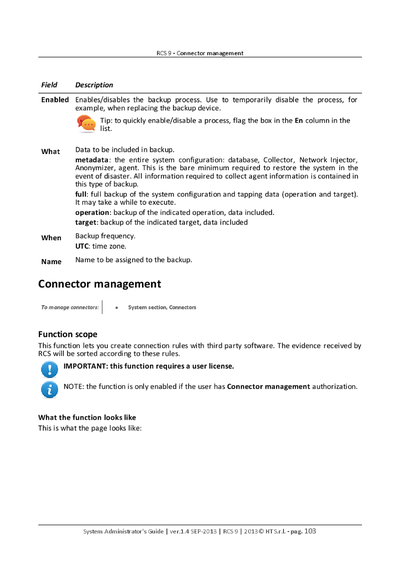 RCS 9 - Connector management
Field Description
Enabled Enables/disables the backup process. Use to temporarily disable the process, for
example, when replacing the backup device.
Tip: to quickly enable/disable a process, flag the box in the En column in the
list.
What Data to be included in backup.
metadata: the entire system configuration: database, Collector, Network Injector,
Anonymizer, agent. This is the bare minimum required to restore the system in the
event of disaster. All information required to collect agent information is contained in
this type of backup.
full: full backup of the system configuration and tapping data (operation and target).
It may take a while to execute.
operation: backup of the indicated operation, data included.
target: backup of the indicated target, data included
When Backup frequency.
UTC: time zone.
Name Name to be assigned to the backup.
Connector management
To manage connectors: • System section, Connectors
Function scope
This function lets you create connection rules with third party software. The evidence received by
RCS will be sorted according to these rules.
IMPORTANT: this function requires a user license.
NOTE: the function is only enabled if the user has Connector management authorization.
What the function looks like
This is what the page looks like:
System Administrator's Guide | ver.1.4 SEP-2013 | RCS 9 | 2013 © HT S.r.l. - pag. 103